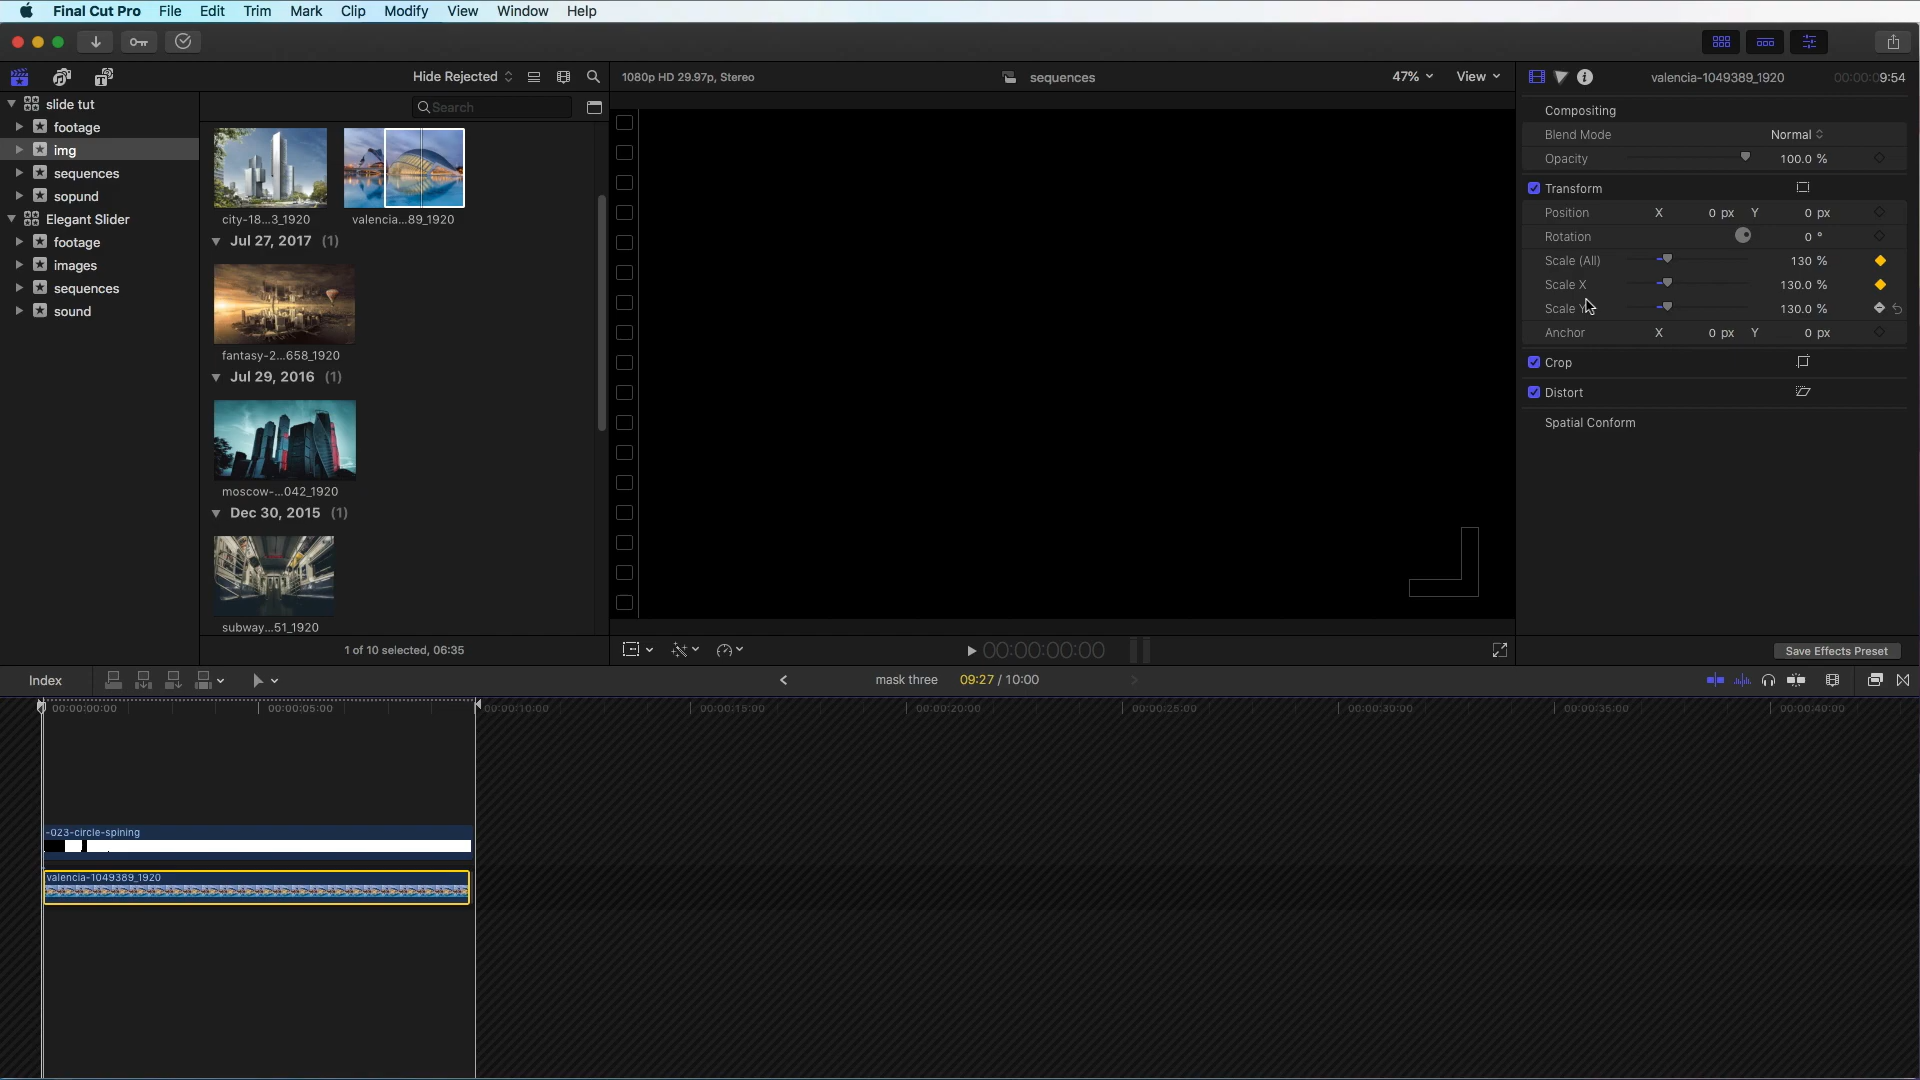 Final Cut Pro File Edit Trim Mark Clip Modify View Window Help
Hide Rejected
1080p HD 29.97p, Stereo
sequences
47% View
valencia-1049389_1920 00:00:09:54
slide tut
footage
img
sequences
sopund
Elegant Slider
footage
images
sequences
sound
Search
city-18...3_1920
valencia...89_1920
Jul 27, 2017 (1)
fantasy-2...658_1920
Jul 29, 2016 (1)
moscow-...042_1920
Dec 30, 2015 (1)
subway...51_1920
1 of 10 selected, 06:35
00:00:00:00
Compositing
Blend Mode Normal
Opacity 100.0 %
Transform
Position X 0 px Y 0 px
Rotation 0 °
Scale (All) 130 %
Scale X 130.0 %
Scale Y 130.0 %
Anchor X 0 px Y 0 px
Crop
Distort
Spatial Conform
Save Effects Preset
Index
mask three 09:27 / 10:00
00:00:00:00 00:00:05:00 00:00:10:00 00:00:15:00 00:00:20:00 00:00:25:00 00:00:30:00 00:00:35:00 00:00:40:00
-023-circle-spining
valencia-1049389_1920